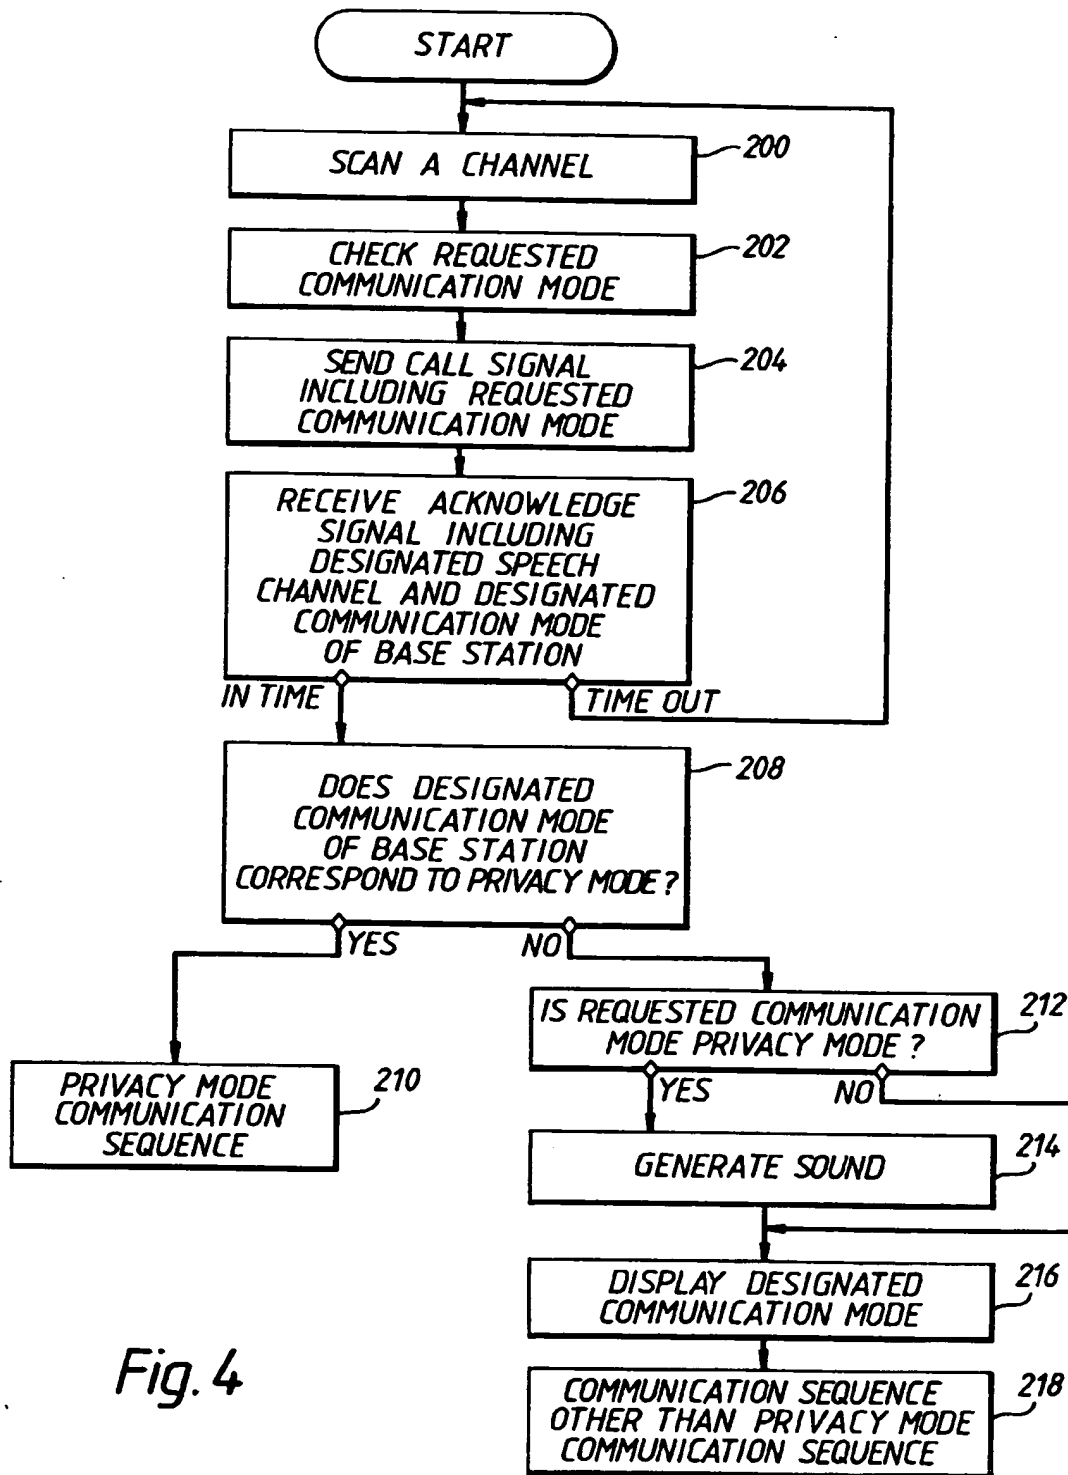 START
SCAN A CHANNEL
200
CHECK REQUESTED
COMMUNICATION MODE
202
SEND CALL SIGNAL
INCLUDING REQUESTED
COMMUNICATION MODE
204
RECEIVE ACKNOWLEDGE
SIGNAL INCLUDING
DESIGNATED SPEECH
CHANNEL AND DESIGNATED
COMMUNICATION MODE
OF BASE STATION
206
IN TIME
TIME OUT
DOES DESIGNATED
COMMUNICATION MODE
OF BASE STATION
CORRESPOND TO PRIVACY MODE?
208
YES
NO
PRIVACY MODE
COMMUNICATION
SEQUENCE
210
IS REQUESTED COMMUNICATION
MODE PRIVACY MODE?
212
YES
NO
GENERATE SOUND
214
DISPLAY DESIGNATED
COMMUNICATION MODE
216
COMMUNICATION SEQUENCE
OTHER THAN PRIVACY MODE
COMMUNICATION SEQUENCE
218
Fig. 4